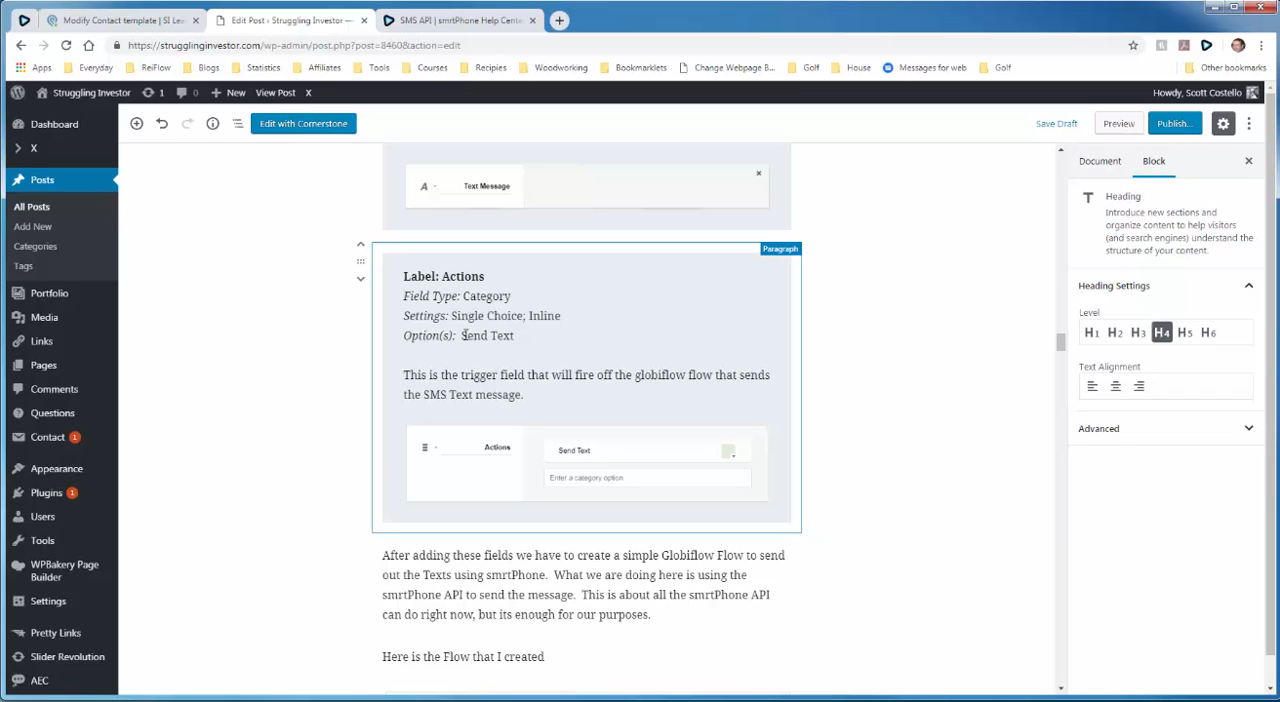 Modify Contact template | SI Lea
Edit Post ‹ Struggling Investor —
SMS API | smrtPhone Help Cente
https://strugglinginvestor.com/wp-admin/post.php?post=8460&action=edit
Apps Everyday ReiFlow Blogs Statistics Affiliates Tools Courses Recipies Woodworking Bookmarklets Change Webpage B... Golf House Messages for web Golf Other bookmarks
Struggling Investor 1 New View Post X Howdy, Scott Costello
Dashboard
X
Posts
All Posts
Add New
Categories
Tags
Portfolio
Media
Links
Pages
Comments
Questions
Contact 1
Appearance
Plugins 1
Users
Tools
WPBakery Page
Builder
Settings
Pretty Links
Slider Revolution
AEC
Edit with Cornerstone Save Draft Preview Publish...
A Text Message
Paragraph
Label: Actions
Field Type: Category
Settings: Single Choice; Inline
Option(s): Send Text
This is the trigger field that will fire off the globiflow flow that sends
the SMS Text message.
Actions Send Text
Enter a category option
After adding these fields we have to create a simple Globiflow Flow to send
out the Texts using smrtPhone. What we are doing here is using the
smrtPhone API to send the message. This is about all the smrtPhone API
can do right now, but its enough for our purposes.
Here is the Flow that I created
Document Block
Heading
Introduce new sections and
organize content to help visitors
(and search engines) understand the
structure of your content.
Heading Settings
Level
H1 H2 H3 H4 H5 H6
Text Alignment
Advanced